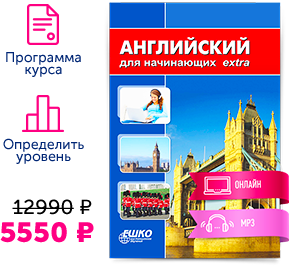 Программа
курса
Определить
уровень
12990 ₽
5550 ₽
АНГЛИЙСКИЙ
для начинающих extra
ОНЛАЙН
MP3
ЕШКО